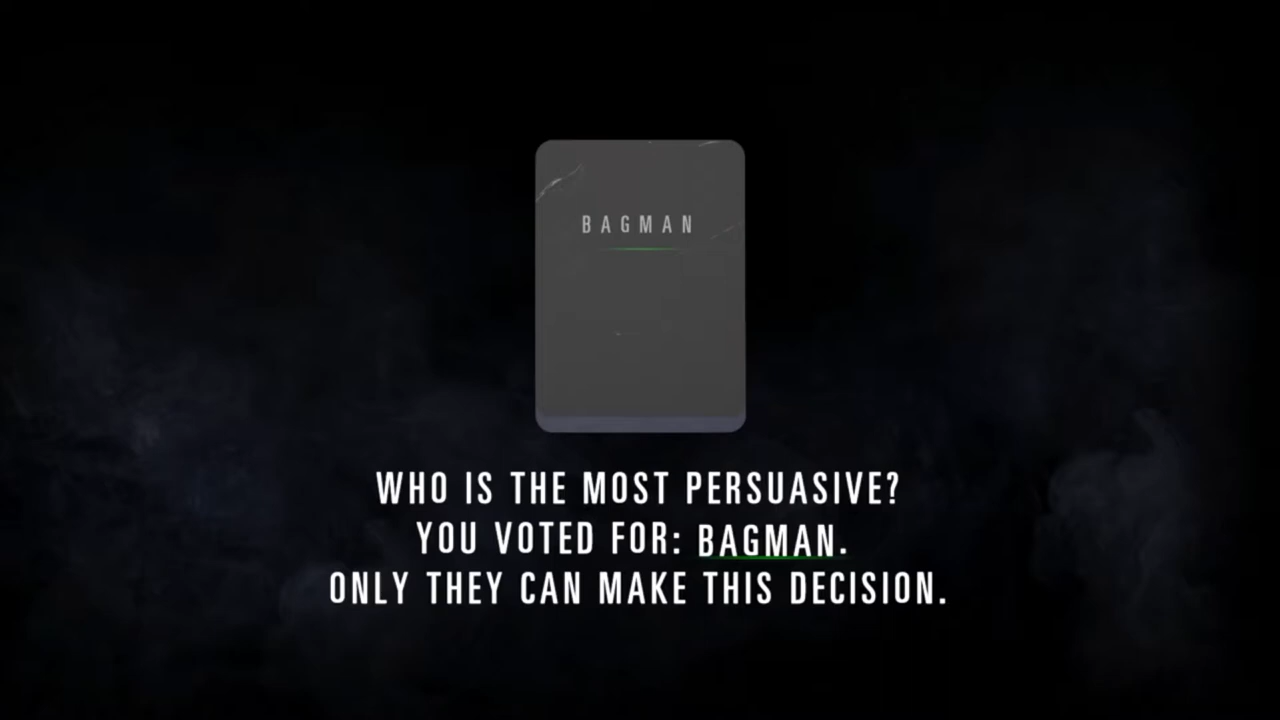 BAGMAN
WHO IS THE MOST PERSUASIVE?
YOU VOTED FOR: BAGMAN.
ONLY THEY CAN MAKE THIS DECISION.